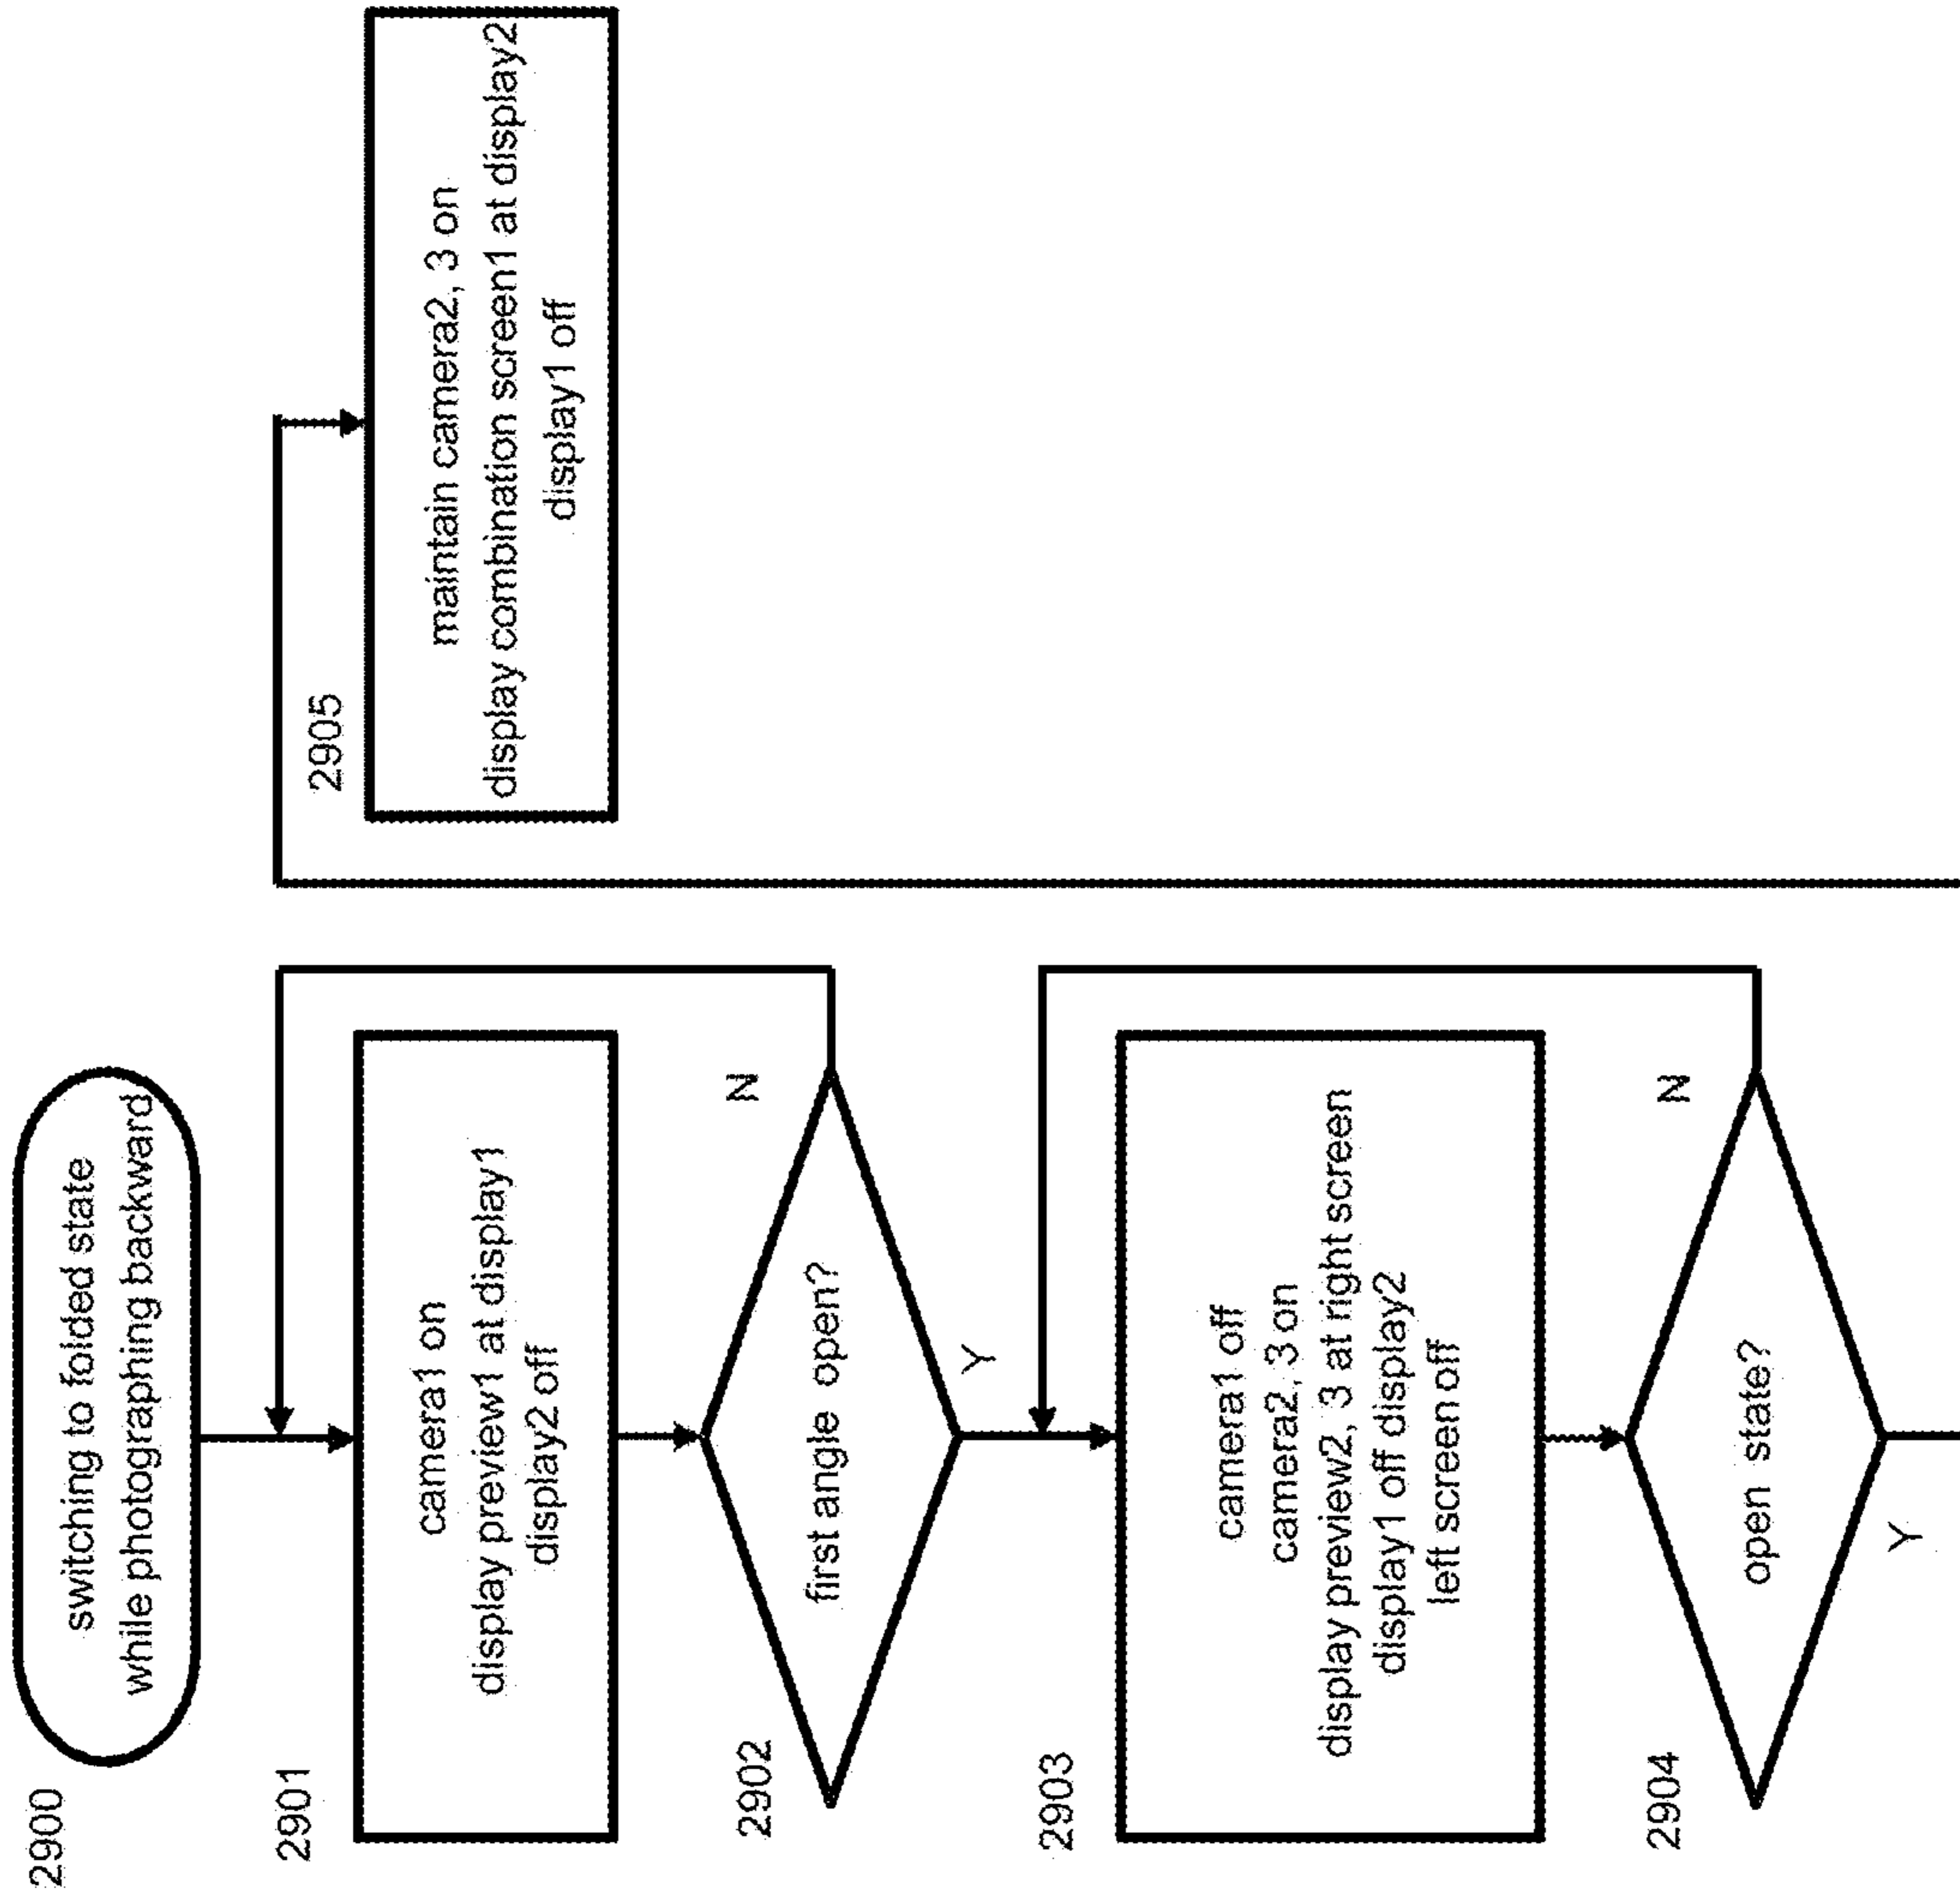 2900
switching to folded state
while photographing backward
2901
camera1 on
display preview1 at display1
display2 off
2902
first angle open?
N
Y
2903
camera1 off
camera2, 3 on
display preview2, 3 at right screen
display1 off display2
left screen off
2904
open state?
N
Y
2905
maintain camera2, 3 on
display combination screen1 at display2
display1 off